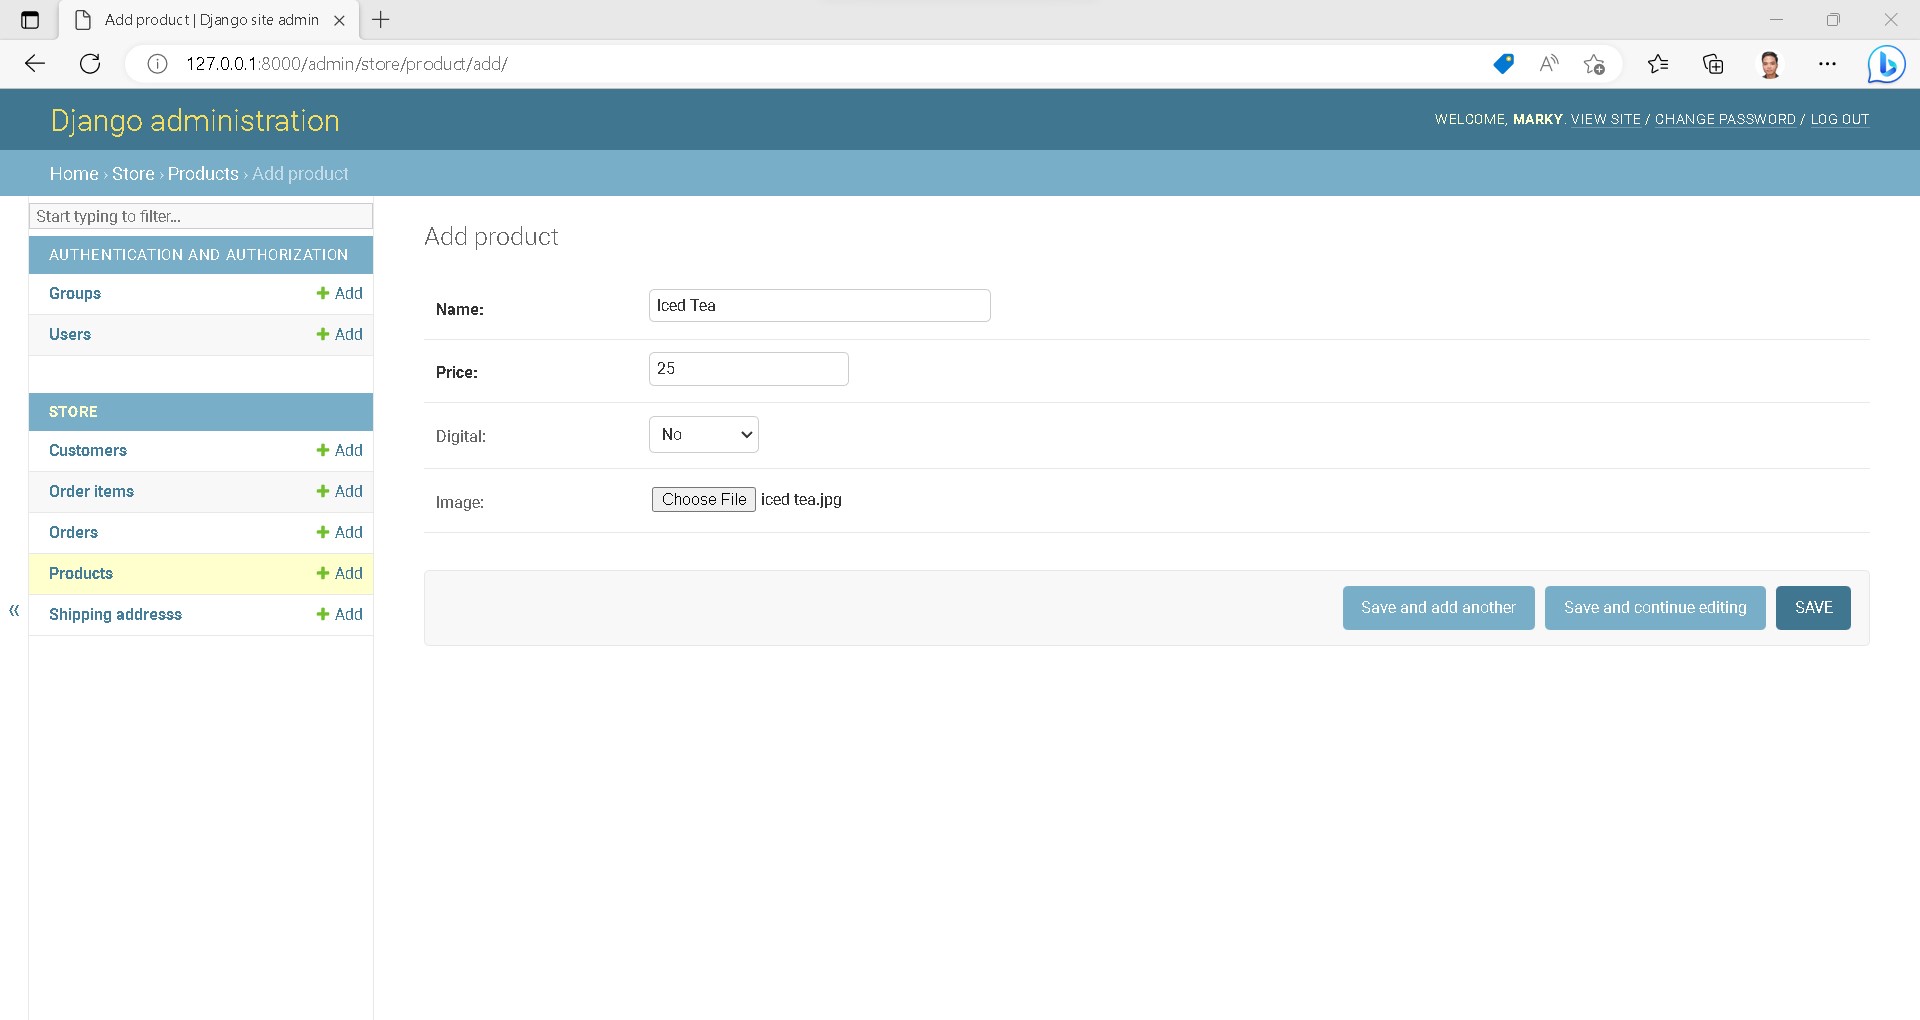 Add product | Django site admin
127.0.0.1:8000/admin/store/product/add/
Django administration
WELCOME, MARKY. VIEW SITE / CHANGE PASSWORD / LOG OUT
Home › Store › Products › Add product
Start typing to filter...
AUTHENTICATION AND AUTHORIZATION
Groups + Add
Users + Add
STORE
Customers + Add
Order items + Add
Orders + Add
Products + Add
Shipping addresss + Add
«
Add product
Name: Iced Tea
Price: 25
Digital: No
Image: Choose File iced tea.jpg
Save and add another Save and continue editing SAVE